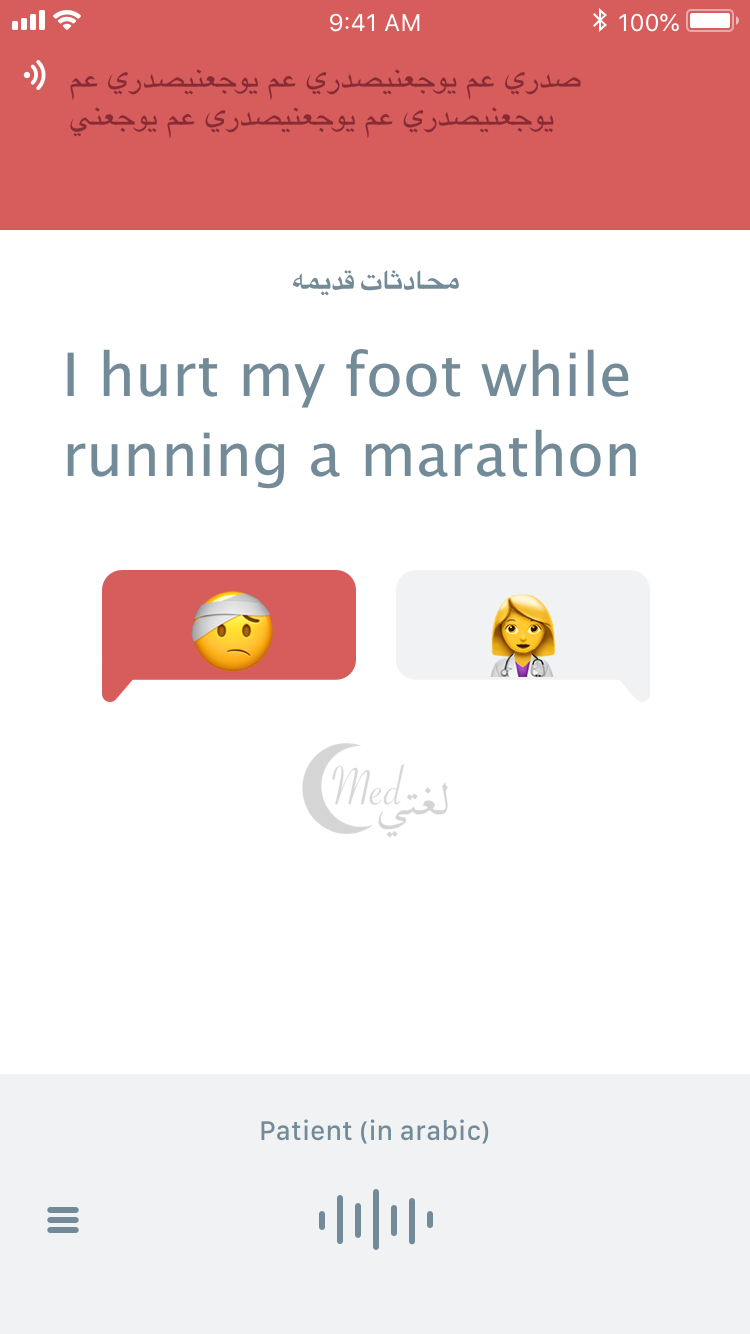 9:41 AM
100%
صدري عم يوجعنيصدري عم يوجعنيصدري عم
يوجعنيصدري عم يوجعنيصدري عم يوجعني
محادثات قديمه
I hurt my foot while
running a marathon
Med لغتي
Patient (in arabic)